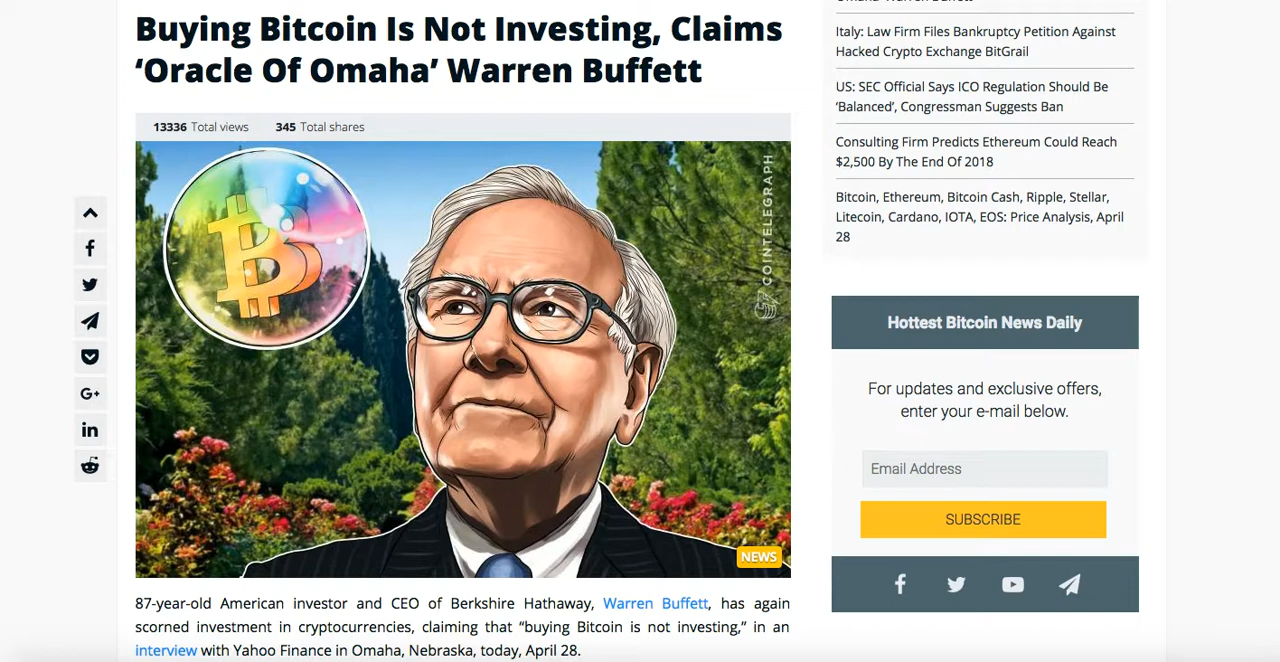 Buying Bitcoin Is Not Investing, Claims
‘Oracle Of Omaha’ Warren Buffett
13336 Total views 345 Total shares
COINTELEGRAPH
NEWS
87-year-old American investor and CEO of Berkshire Hathaway, Warren Buffett, has again
scorned investment in cryptocurrencies, claiming that “buying Bitcoin is not investing,” in an
interview with Yahoo Finance in Omaha, Nebraska, today, April 28.
G+
in
Italy: Law Firm Files Bankruptcy Petition Against
Hacked Crypto Exchange BitGrail
US: SEC Official Says ICO Regulation Should Be
‘Balanced’, Congressman Suggests Ban
Consulting Firm Predicts Ethereum Could Reach
$2,500 By The End Of 2018
Bitcoin, Ethereum, Bitcoin Cash, Ripple, Stellar,
Litecoin, Cardano, IOTA, EOS: Price Analysis, April
28
Hottest Bitcoin News Daily
For updates and exclusive offers,
enter your e-mail below.
Email Address
SUBSCRIBE